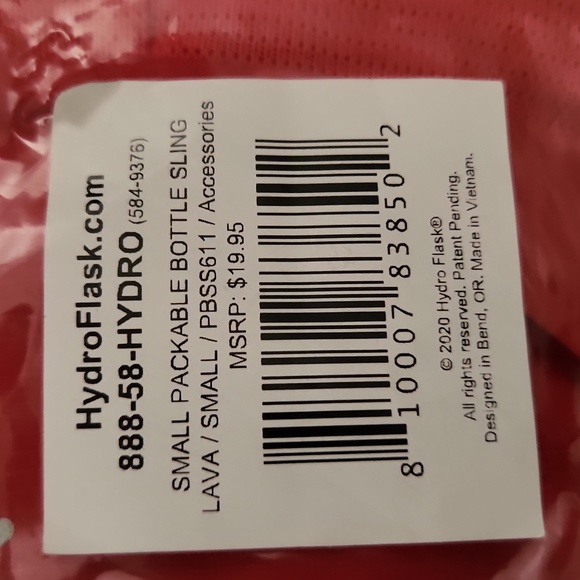 HydroFlask.com
888-58-HYDRO (584-9376)
SMALL PACKABLE BOTTLE SLING
LAVA / SMALL / PBSS611 / Accessories
MSRP: $19.95
8 10007 83850 2
© 2020 Hydro Flask®
All rights reserved. Patent Pending.
Designed in Bend, OR. Made in Vietnam.